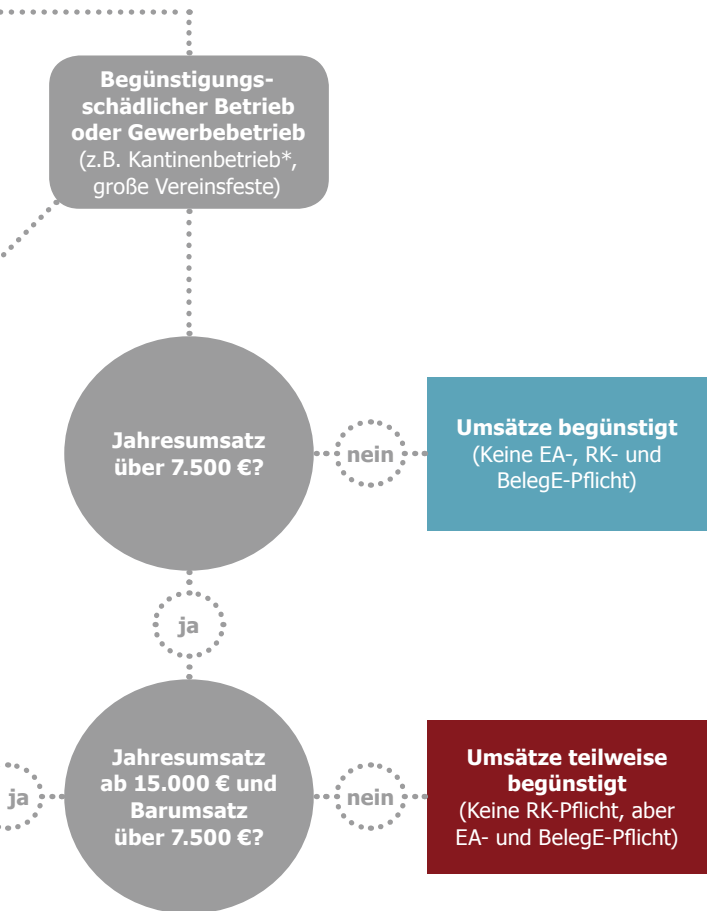 Begünstigungs-
schädlicher Betrieb
oder Gewerbebetrieb
(z.B. Kantinenbetrieb*,
große Vereinsfeste)
Jahresumsatz
über 7.500 €?
nein
Umsätze begünstigt
(Keine EA-, RK- und
BelegE-Pflicht)
ja
Jahresumsatz
ab 15.000 € und
Barumsatz
über 7.500 €?
ja
nein
Umsätze teilweise
begünstigt
(Keine RK-Pflicht, aber
EA- und BelegE-Pflicht)